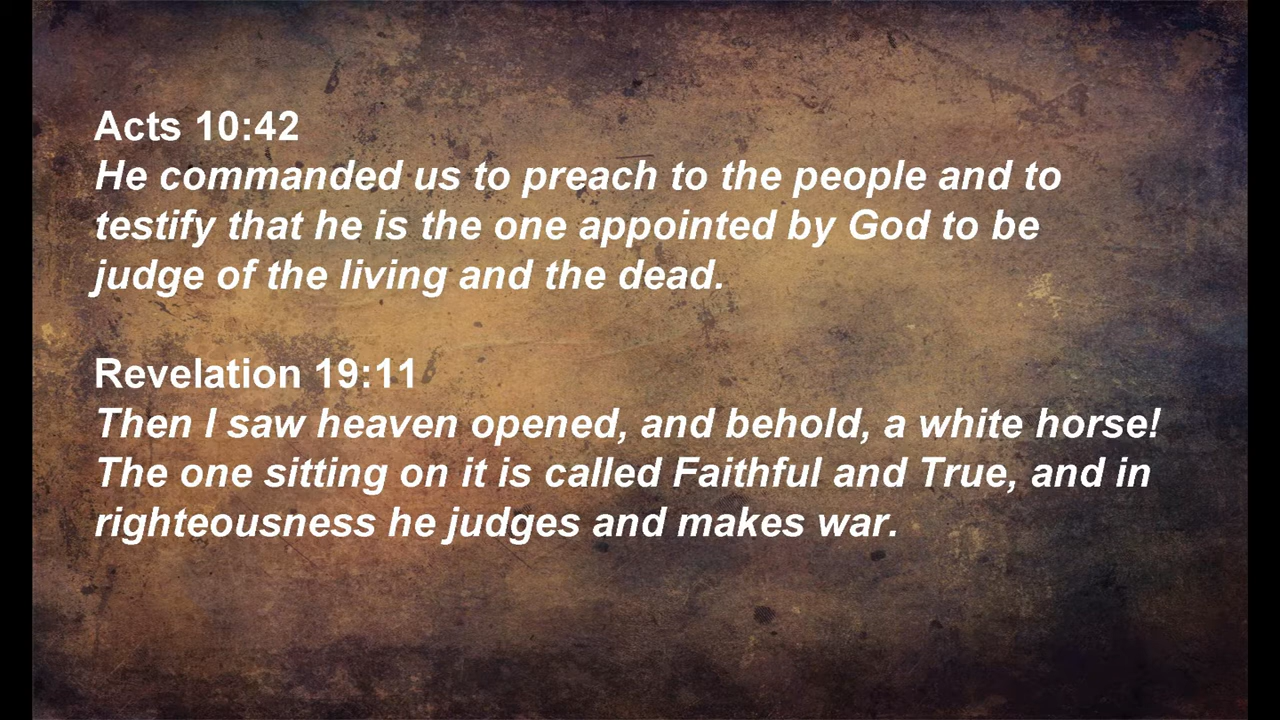 Acts 10:42
He commanded us to preach to the people and to
testify that he is the one appointed by God to be
judge of the living and the dead.
Revelation 19:11
Then I saw heaven opened, and behold, a white horse!
The one sitting on it is called Faithful and True, and in
righteousness he judges and makes war.